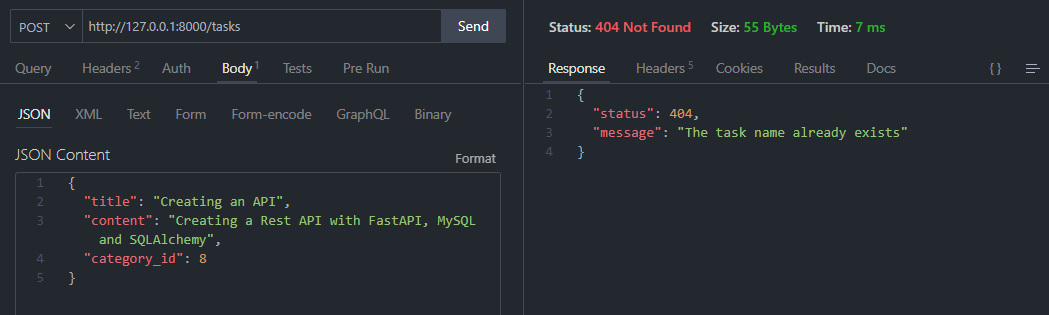 POST http://127.0.0.1:8000/tasks Send
Status: 404 Not Found Size: 55 Bytes Time: 7 ms
Query Headers 2 Auth Body 1 Tests Pre Run
Response Headers 5 Cookies Results Docs { }
JSON XML Text Form Form-encode GraphQL Binary
JSON Content Format
1 {
2 "title": "Creating an API",
3 "content": "Creating a Rest API with FastAPI, MySQL
and SQLAlchemy",
4 "category_id": 8
5 }
1 {
2 "status": 404,
3 "message": "The task name already exists"
4 }